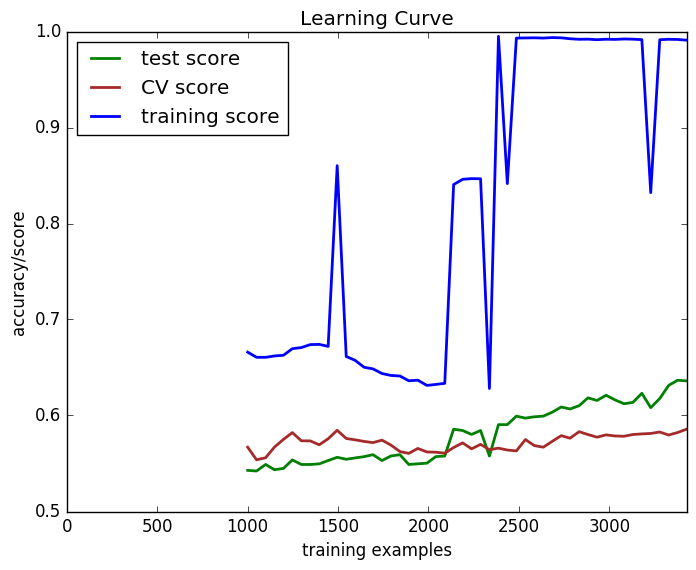 Learning Curve
test score
CV score
training score
1.0
0.9
0.8
0.7
0.6
0.5
accuracy/score
0 500 1000 1500 2000 2500 3000
training examples